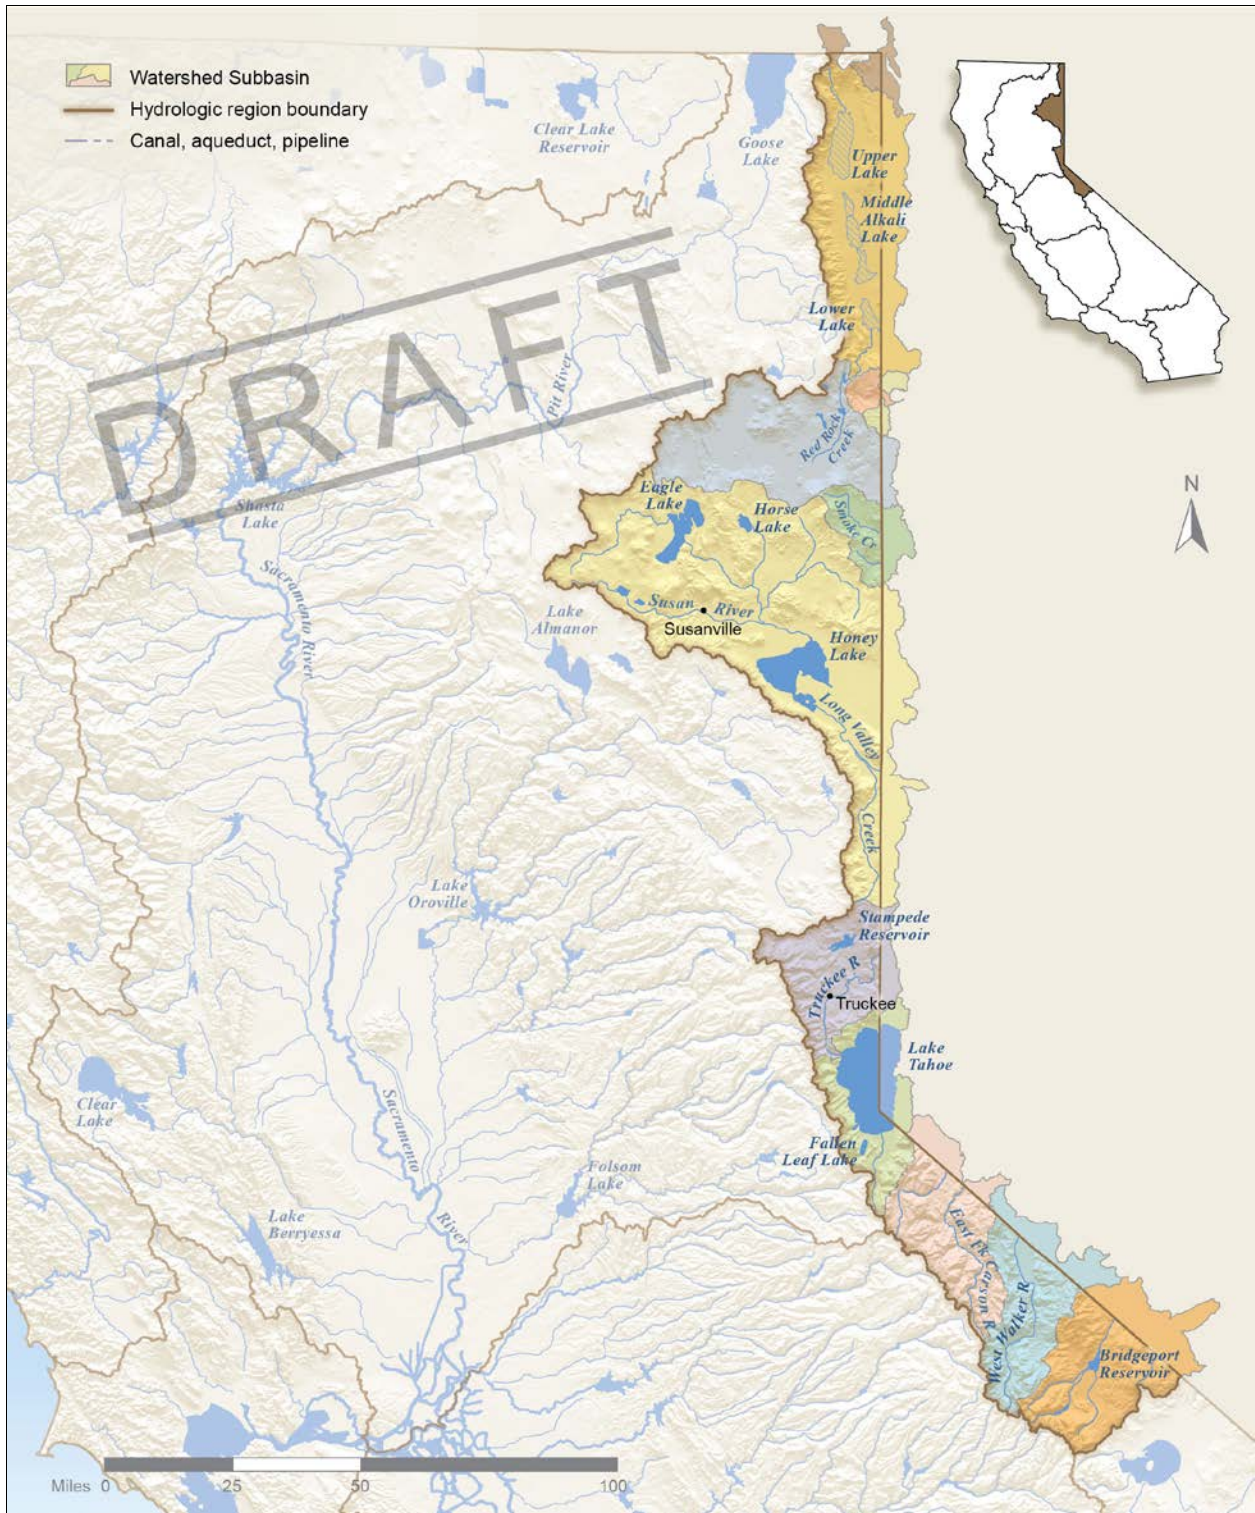 Watershed Subbasin
Hydrologic region boundary
Canal, aqueduct, pipeline
Clear Lake
Reservoir
Goose
Lake
Upper
Lake
Middle
Alkali
Lake
Lower
Lake
DRAFT
Pit River
Red Rock
Creek
Shasta
Lake
Eagle
Lake
Horse
Lake
Smoke Cr
N
Sacramento River
Lake
Almanor
Susan River
Susanville
Honey
Lake
Long Valley
Creek
Lake
Oroville
Stampede
Reservoir
Truckee R
Truckee
Lake
Tahoe
Clear
Lake
Sacramento
River
Fallen
Leaf Lake
Folsom
Lake
Lake
Berryessa
East Fk Carson R
West Walker R
Bridgeport
Reservoir
Miles 0 25 50 100